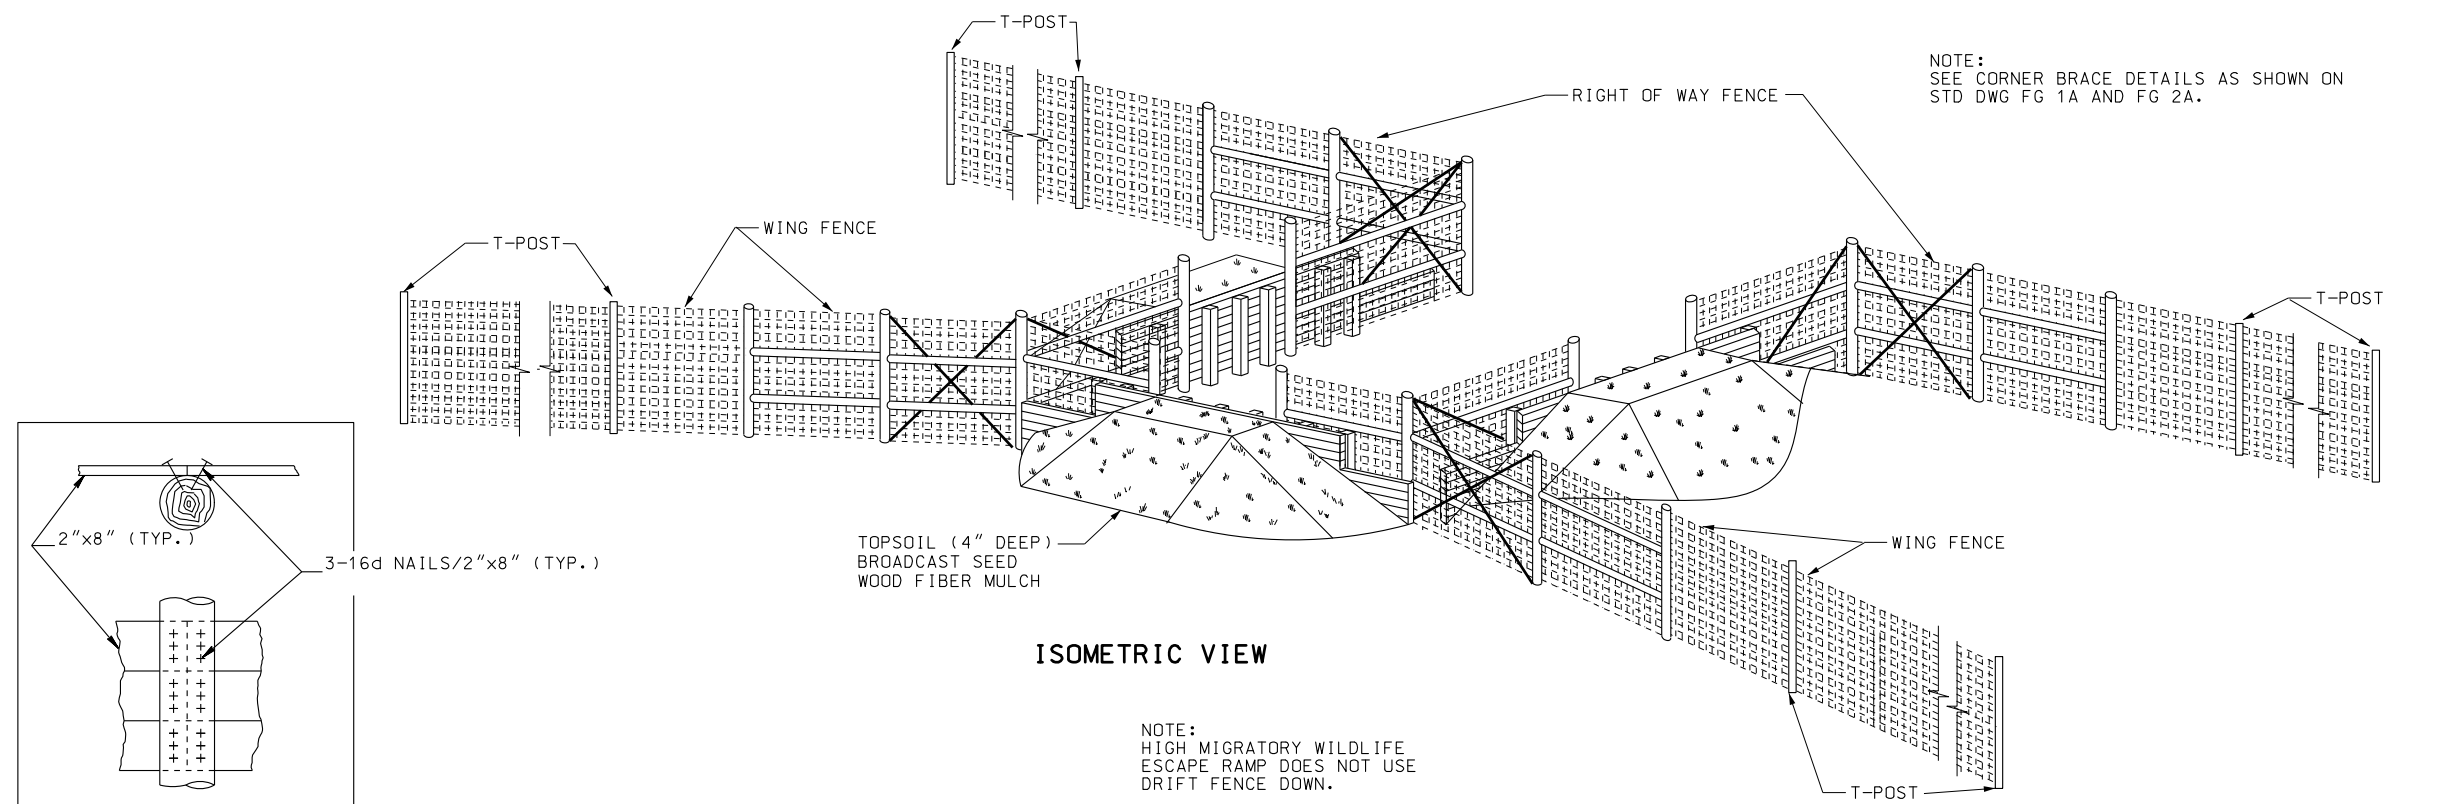 T-POST
NOTE:
SEE CORNER BRACE DETAILS AS SHOWN ON
STD DWG FG 1A AND FG 2A.
RIGHT OF WAY FENCE
WING FENCE
T-POST
T-POST
2"x8" (TYP.)
3-16d NAILS/2"x8" (TYP.)
TOPSOIL (4" DEEP)
BROADCAST SEED
WOOD FIBER MULCH
WING FENCE
ISOMETRIC VIEW
NOTE:
HIGH MIGRATORY WILDLIFE
ESCAPE RAMP DOES NOT USE
DRIFT FENCE DOWN.
T-POST